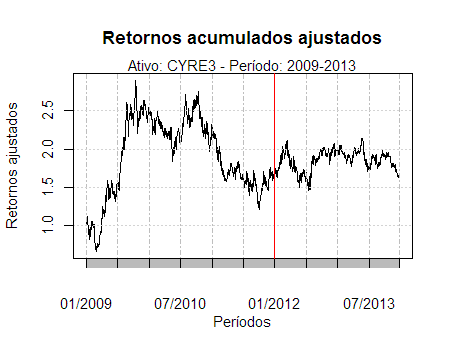 Retornos acumulados ajustados
Ativo: CYRE3 - Período: 2009-2013
Retornos ajustados
2.5
2.0
1.5
1.0
01/2009 07/2010 01/2012 07/2013
Períodos